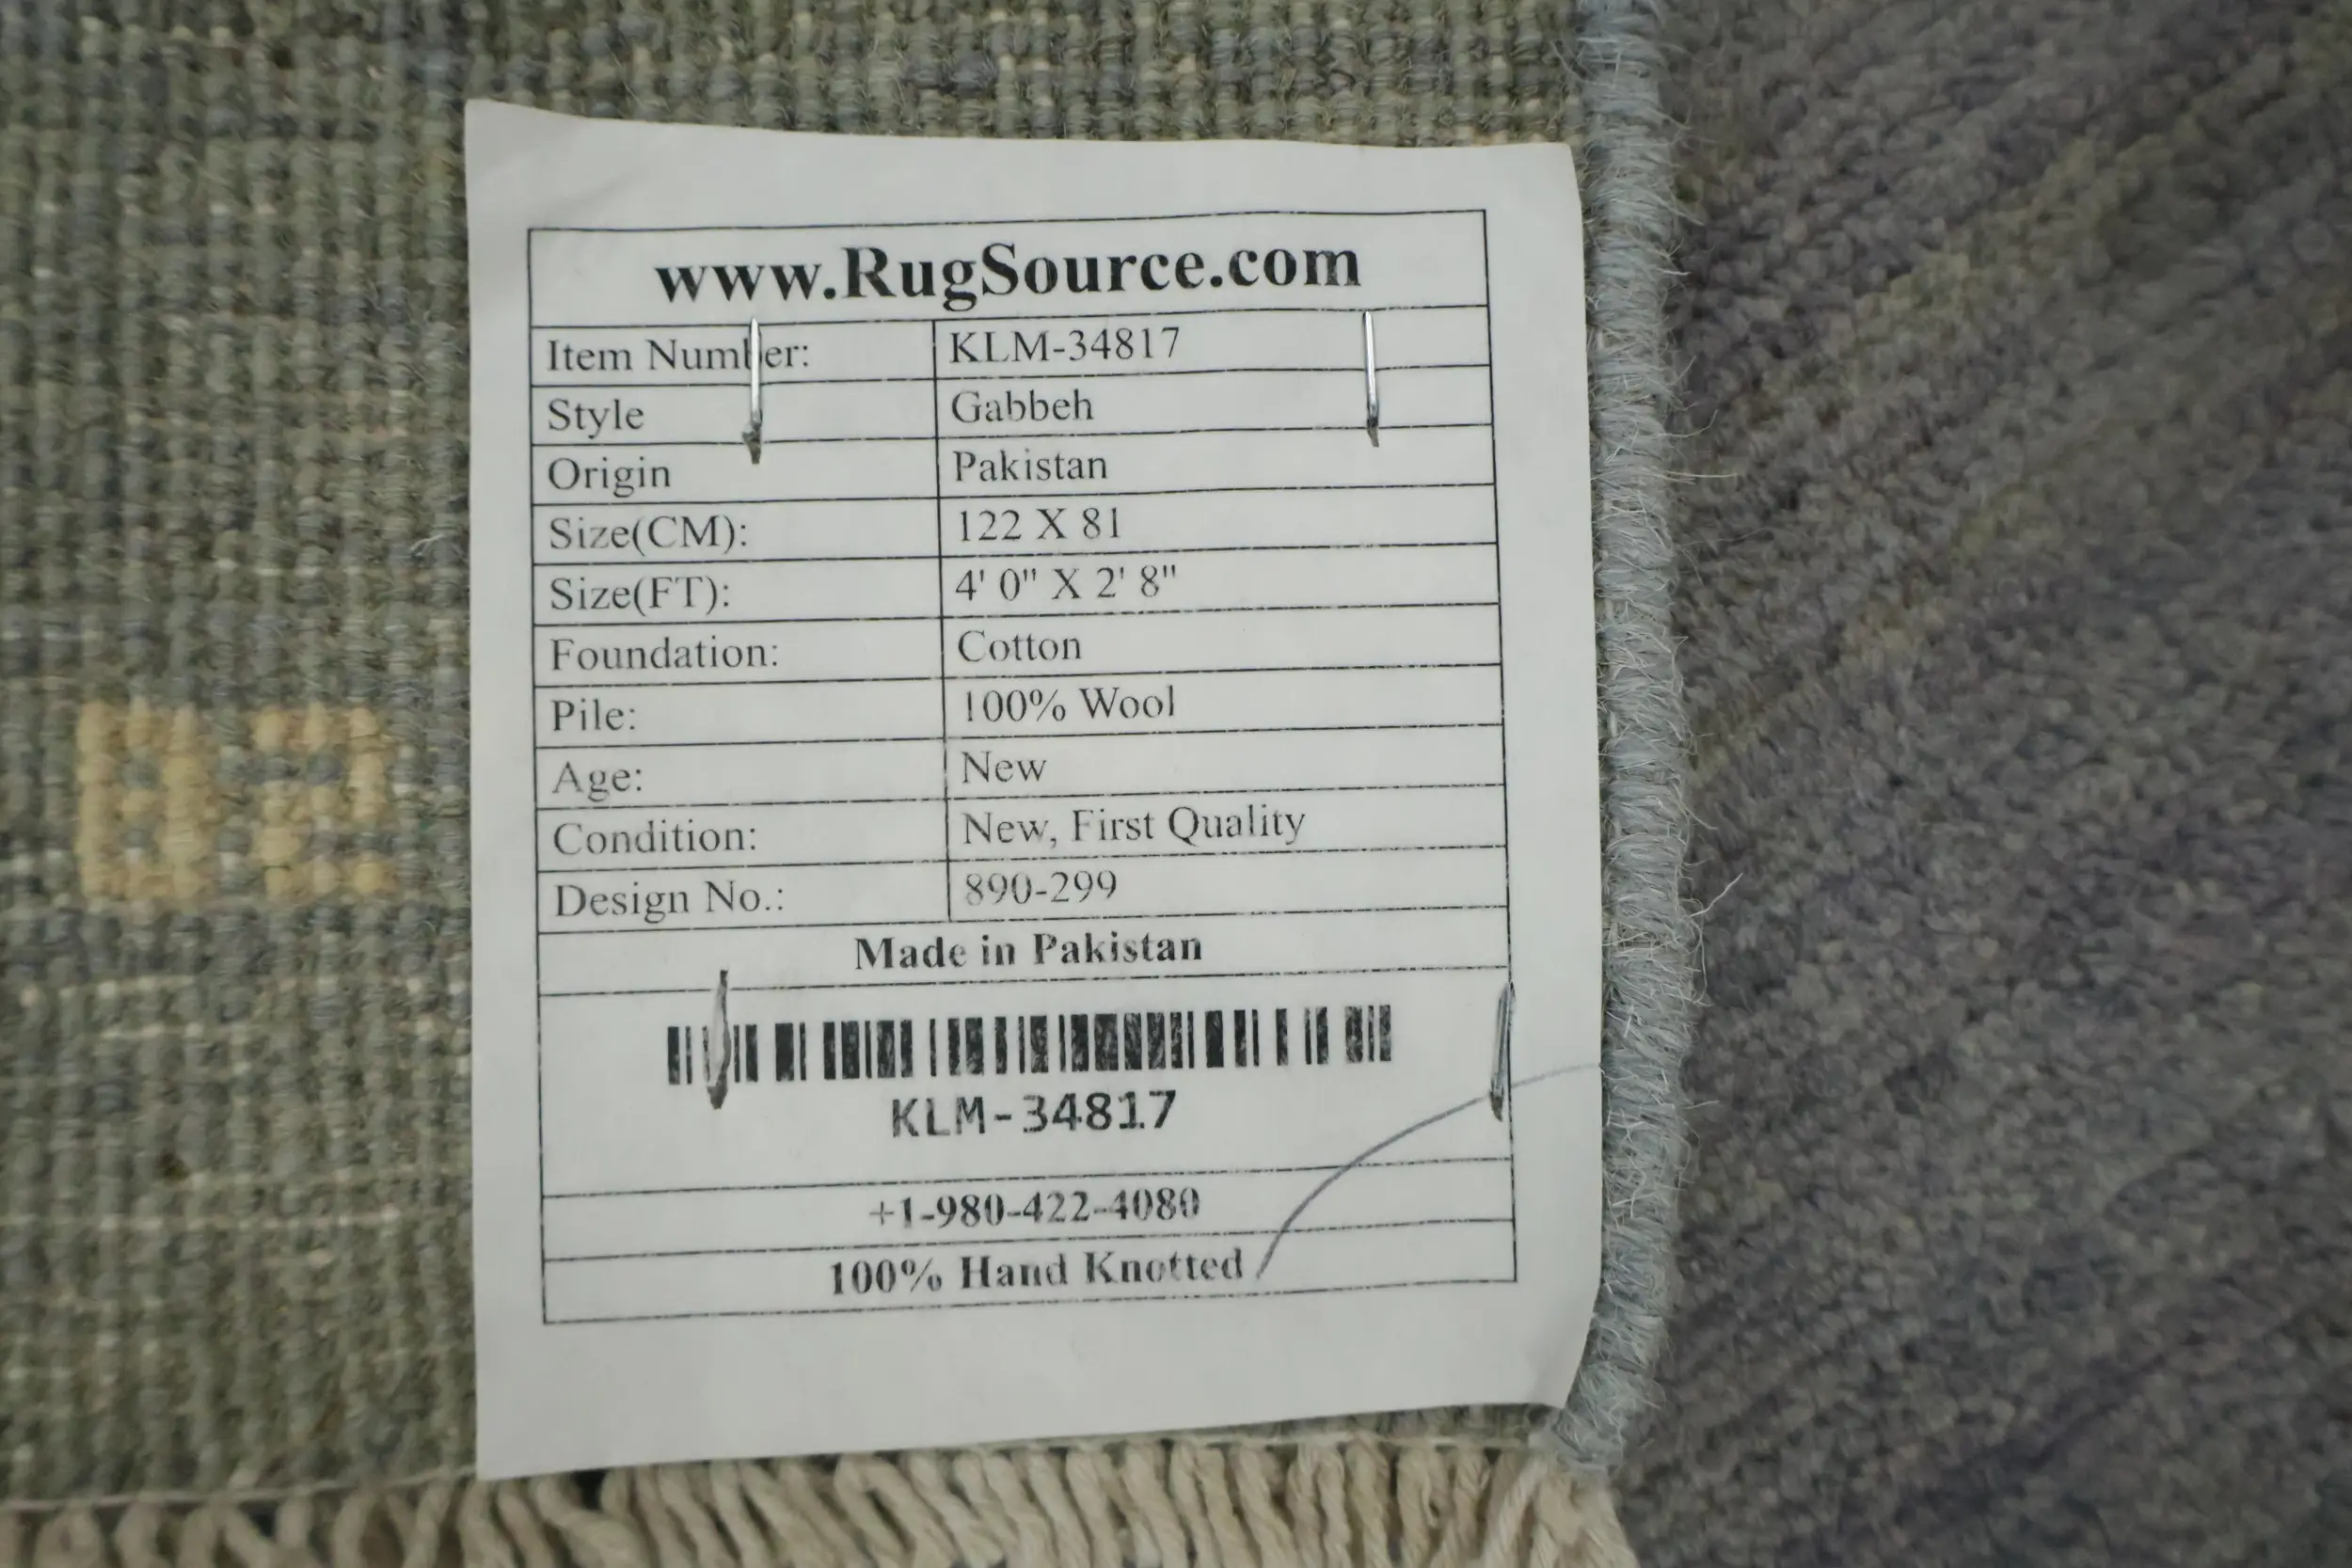 www.RugSource.com
Item Number: KLM-34817
Style Gabbeh
Origin Pakistan
Size(CM): 122 X 81
Size(FT): 4' 0" X 2' 8"
Foundation: Cotton
Pile: 100% Wool
Age: New
Condition: New, First Quality
Design No.: 890-299
Made in Pakistan
KLM-34817
+1-980-422-4080
100% Hand Knotted